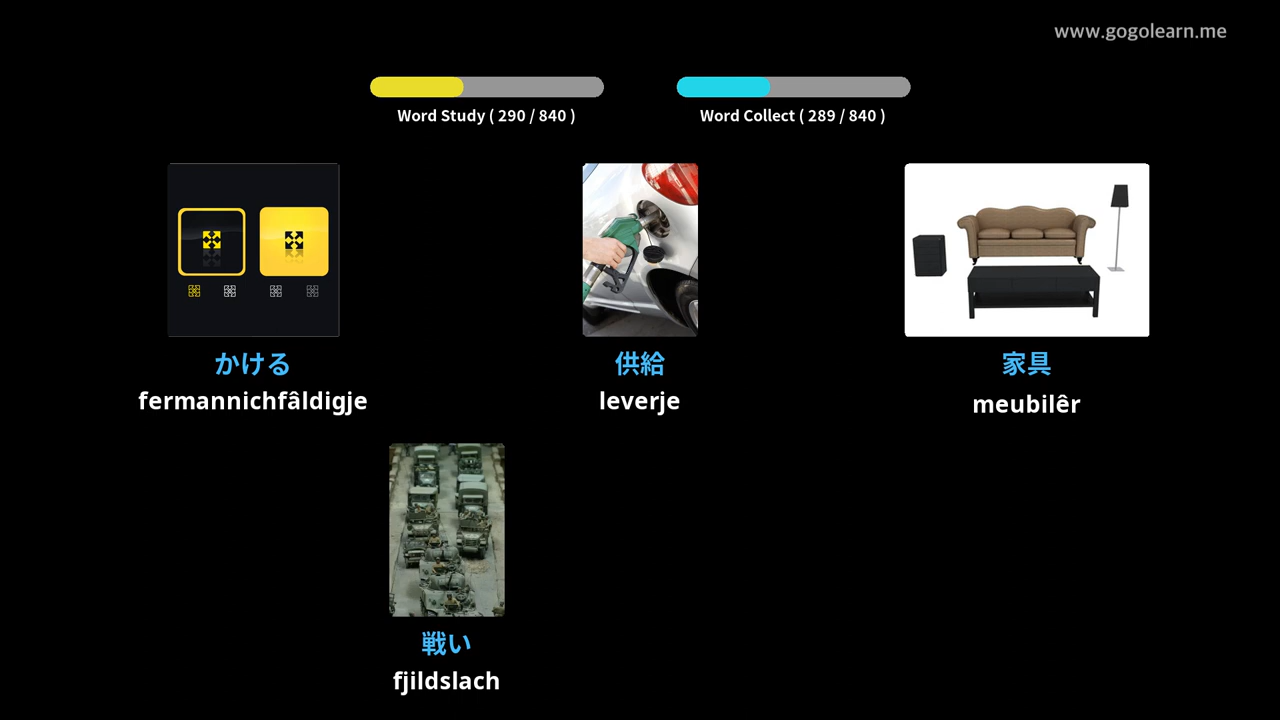 www.gogolearn.me
Word Study ( 290 / 840 )
Word Collect ( 289 / 840 )
かける
fermannichfâldigje
供給
leverje
家具
meubilêr
戦い
fjildslach